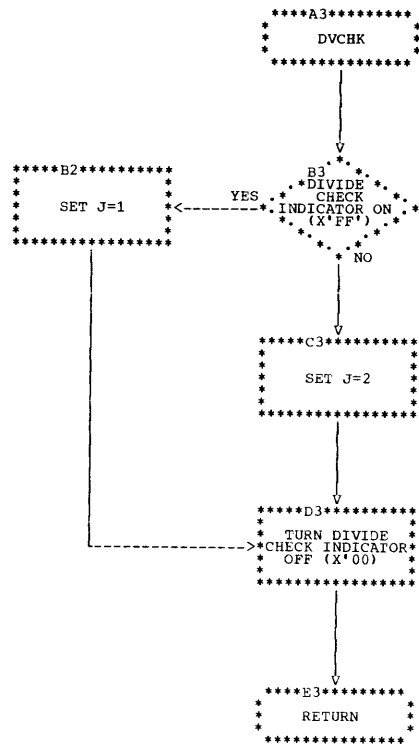 A3
DVCHK
B3
DIVIDE
CHECK
INDICATOR ON
(X'FF')
YES
NO
B2
SET J=1
C3
SET J=2
D3
TURN DIVIDE
CHECK INDICATOR
OFF (X'00)
E3
RETURN